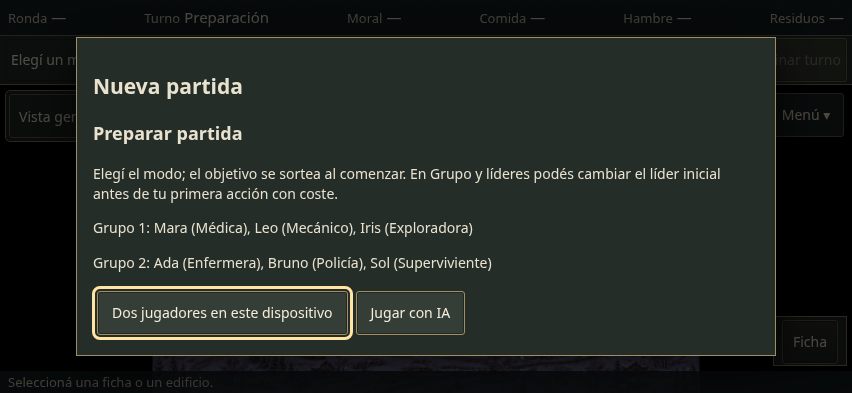 Ronda —
Turno Preparación
Moral —
Comida —
Hambre —
Residuos —
Elegí un
nar turno
Vista ger
Menú ▾
Nueva partida
Preparar partida
Elegí el modo; el objetivo se sortea al comenzar. En Grupo y líderes podés cambiar el líder inicial
antes de tu primera acción con coste.
Grupo 1: Mara (Médica), Leo (Mecánico), Iris (Exploradora)
Grupo 2: Ada (Enfermera), Bruno (Policía), Sol (Superviviente)
Dos jugadores en este dispositivo
Jugar con IA
Ficha
Seleccioná una ficha o un edificio.